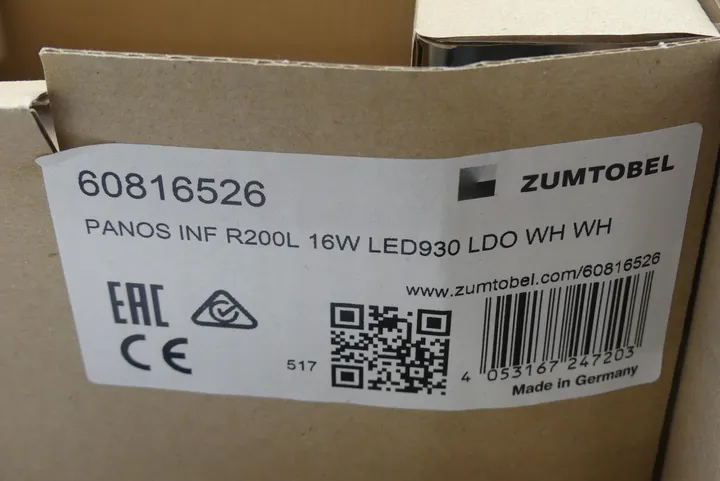 60816526
ZUMTOBEL
PANOS INF R200L 16W LED930 LDO WH WH
www.zumtobel.com/60816526
EAC
CE
517
4 053167 247203
Made in Germany